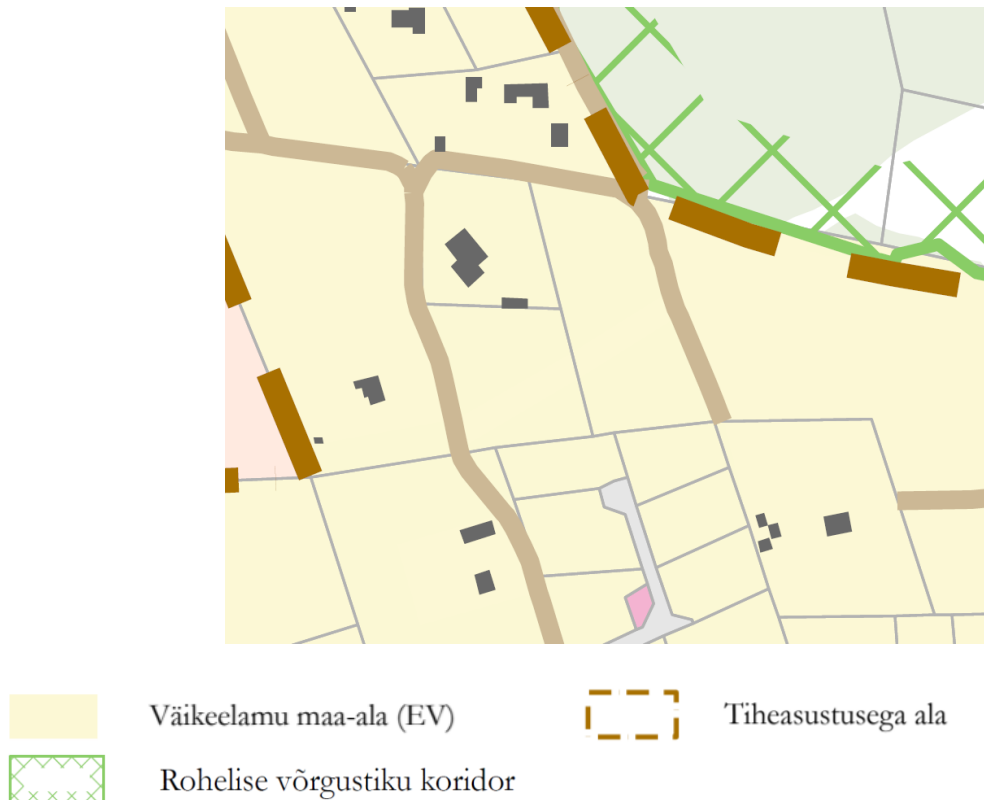 Väikeelamu maa-ala (EV)
Tiheasustusega ala
Rohelise võrgustiku koridor